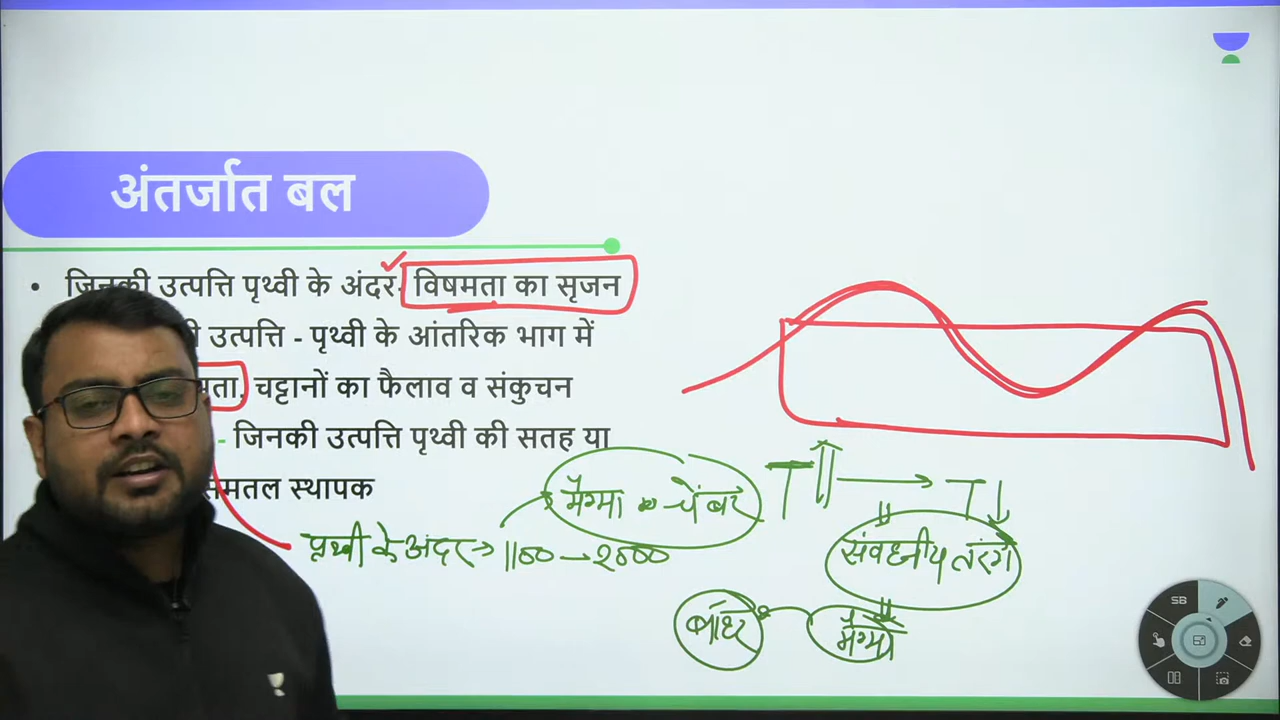 अंतर्जात बल
• जिनकी उत्पत्ति पृथ्वी के अंदर. विषमता का सृजन
उत्पत्ति - पृथ्वी के आंतरिक भाग में
चट्टानों का फैलाव व संकुचन
- जिनकी उत्पत्ति पृथ्वी की सतह या
समतल स्थापक
मैग्मा चेंबर T → T
पृथ्वी के अंदर → 1100 - 2000
संवहनीय तरंगे
बाहर मैग्मा
SB